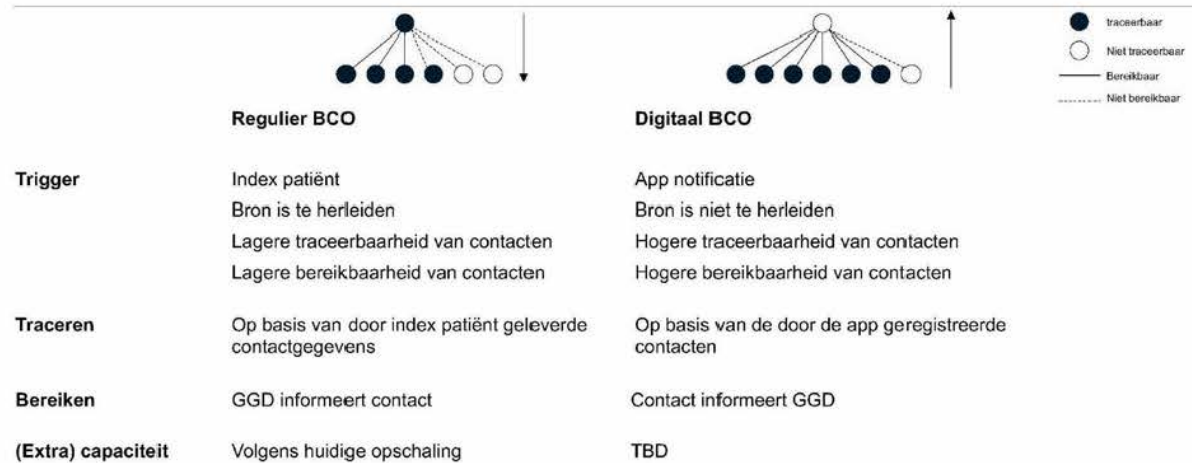 traceerbaar
Niet traceerbaar
Bereikbaar
Niet bereikbaar
Regulier BCO
Digitaal BCO
Trigger
Index patiënt
App notificatie
Bron is te herleiden
Bron is niet te herleiden
Lagere traceerbaarheid van contacten
Hogere traceerbaarheid van contacten
Lagere bereikbaarheid van contacten
Hogere bereikbaarheid van contacten
Traceren
Op basis van door index patiënt geleverde
contactgegevens
Op basis van de door de app geregistreerde
contacten
Bereiken
GGD informeert contact
Contact informeert GGD
(Extra) capaciteit
Volgens huidige opschaling
TBD